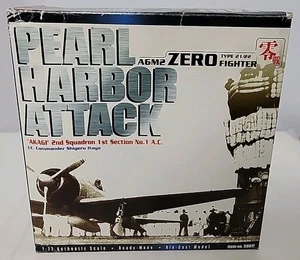 PEARL
HARBOR
ATTACK
A6M2 ZERO TYPE 21/22
FIGHTER
零戦
"AKAGI" 2nd Squadron 1st Section No.1 A.C.
Lt. Commander Shigeru Itaya
1:72 Authentic Scale - Ready-Made - Die-Cast Model